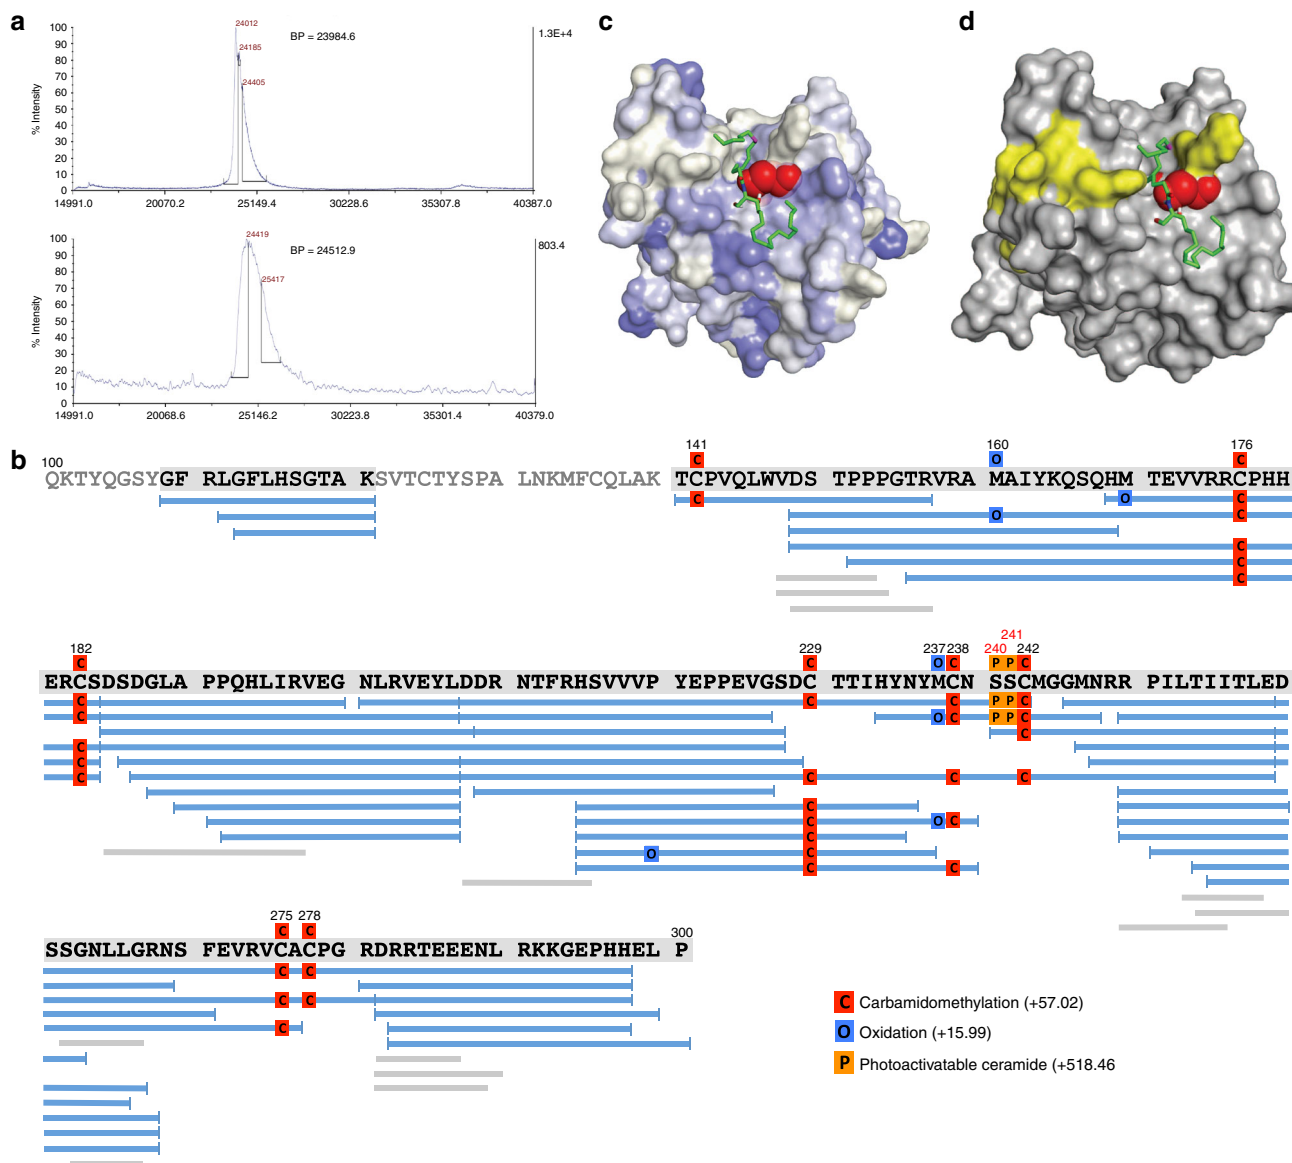 a
100
90
80
70
60
50
40
30
20
10
0
% Intensity
24012
24185
24405
BP = 23984.6
1.3E+4
14991.0 20070.2 25149.4 30228.6 35307.8 40387.0
100
90
80
70
60
50
40
30
20
10
0
% Intensity
24419
25417
BP = 24512.9
803.4
14991.0 20068.6 25146.2 30223.8 35301.4 40379.0
c
d
b
100 141 160 176
C O C
QKTYQGSYGF RLGFLHSGTA KSVTCTYSPA LNKMFCQLAK TCPVQLWVDS TPPPGTRVRA MAIYKQSQHM TEVVRRCPHH
C O C
O C
C
C
C
182 229 237 238 240 241 242
C C O C P P C
ERCSDSDGLA PPQHLIRVEG NLRVEYLDDR NTFRHSVVVP YEPPEVGSDC TTIHYNYMCN SSCMGGMNRR PILTIITLED
C C C P P C
C O C P P C
C
C
C
C C C C
C
C O C
C
O C
C C
275 278 300
C C
SSGNLLGRNS FEVRVCACPG RDRRTEEENL RKKGEPHHEL P
C C
C C
C
C Carbamidomethylation (+57.02)
O Oxidation (+15.99)
P Photoactivatable ceramide (+518.46